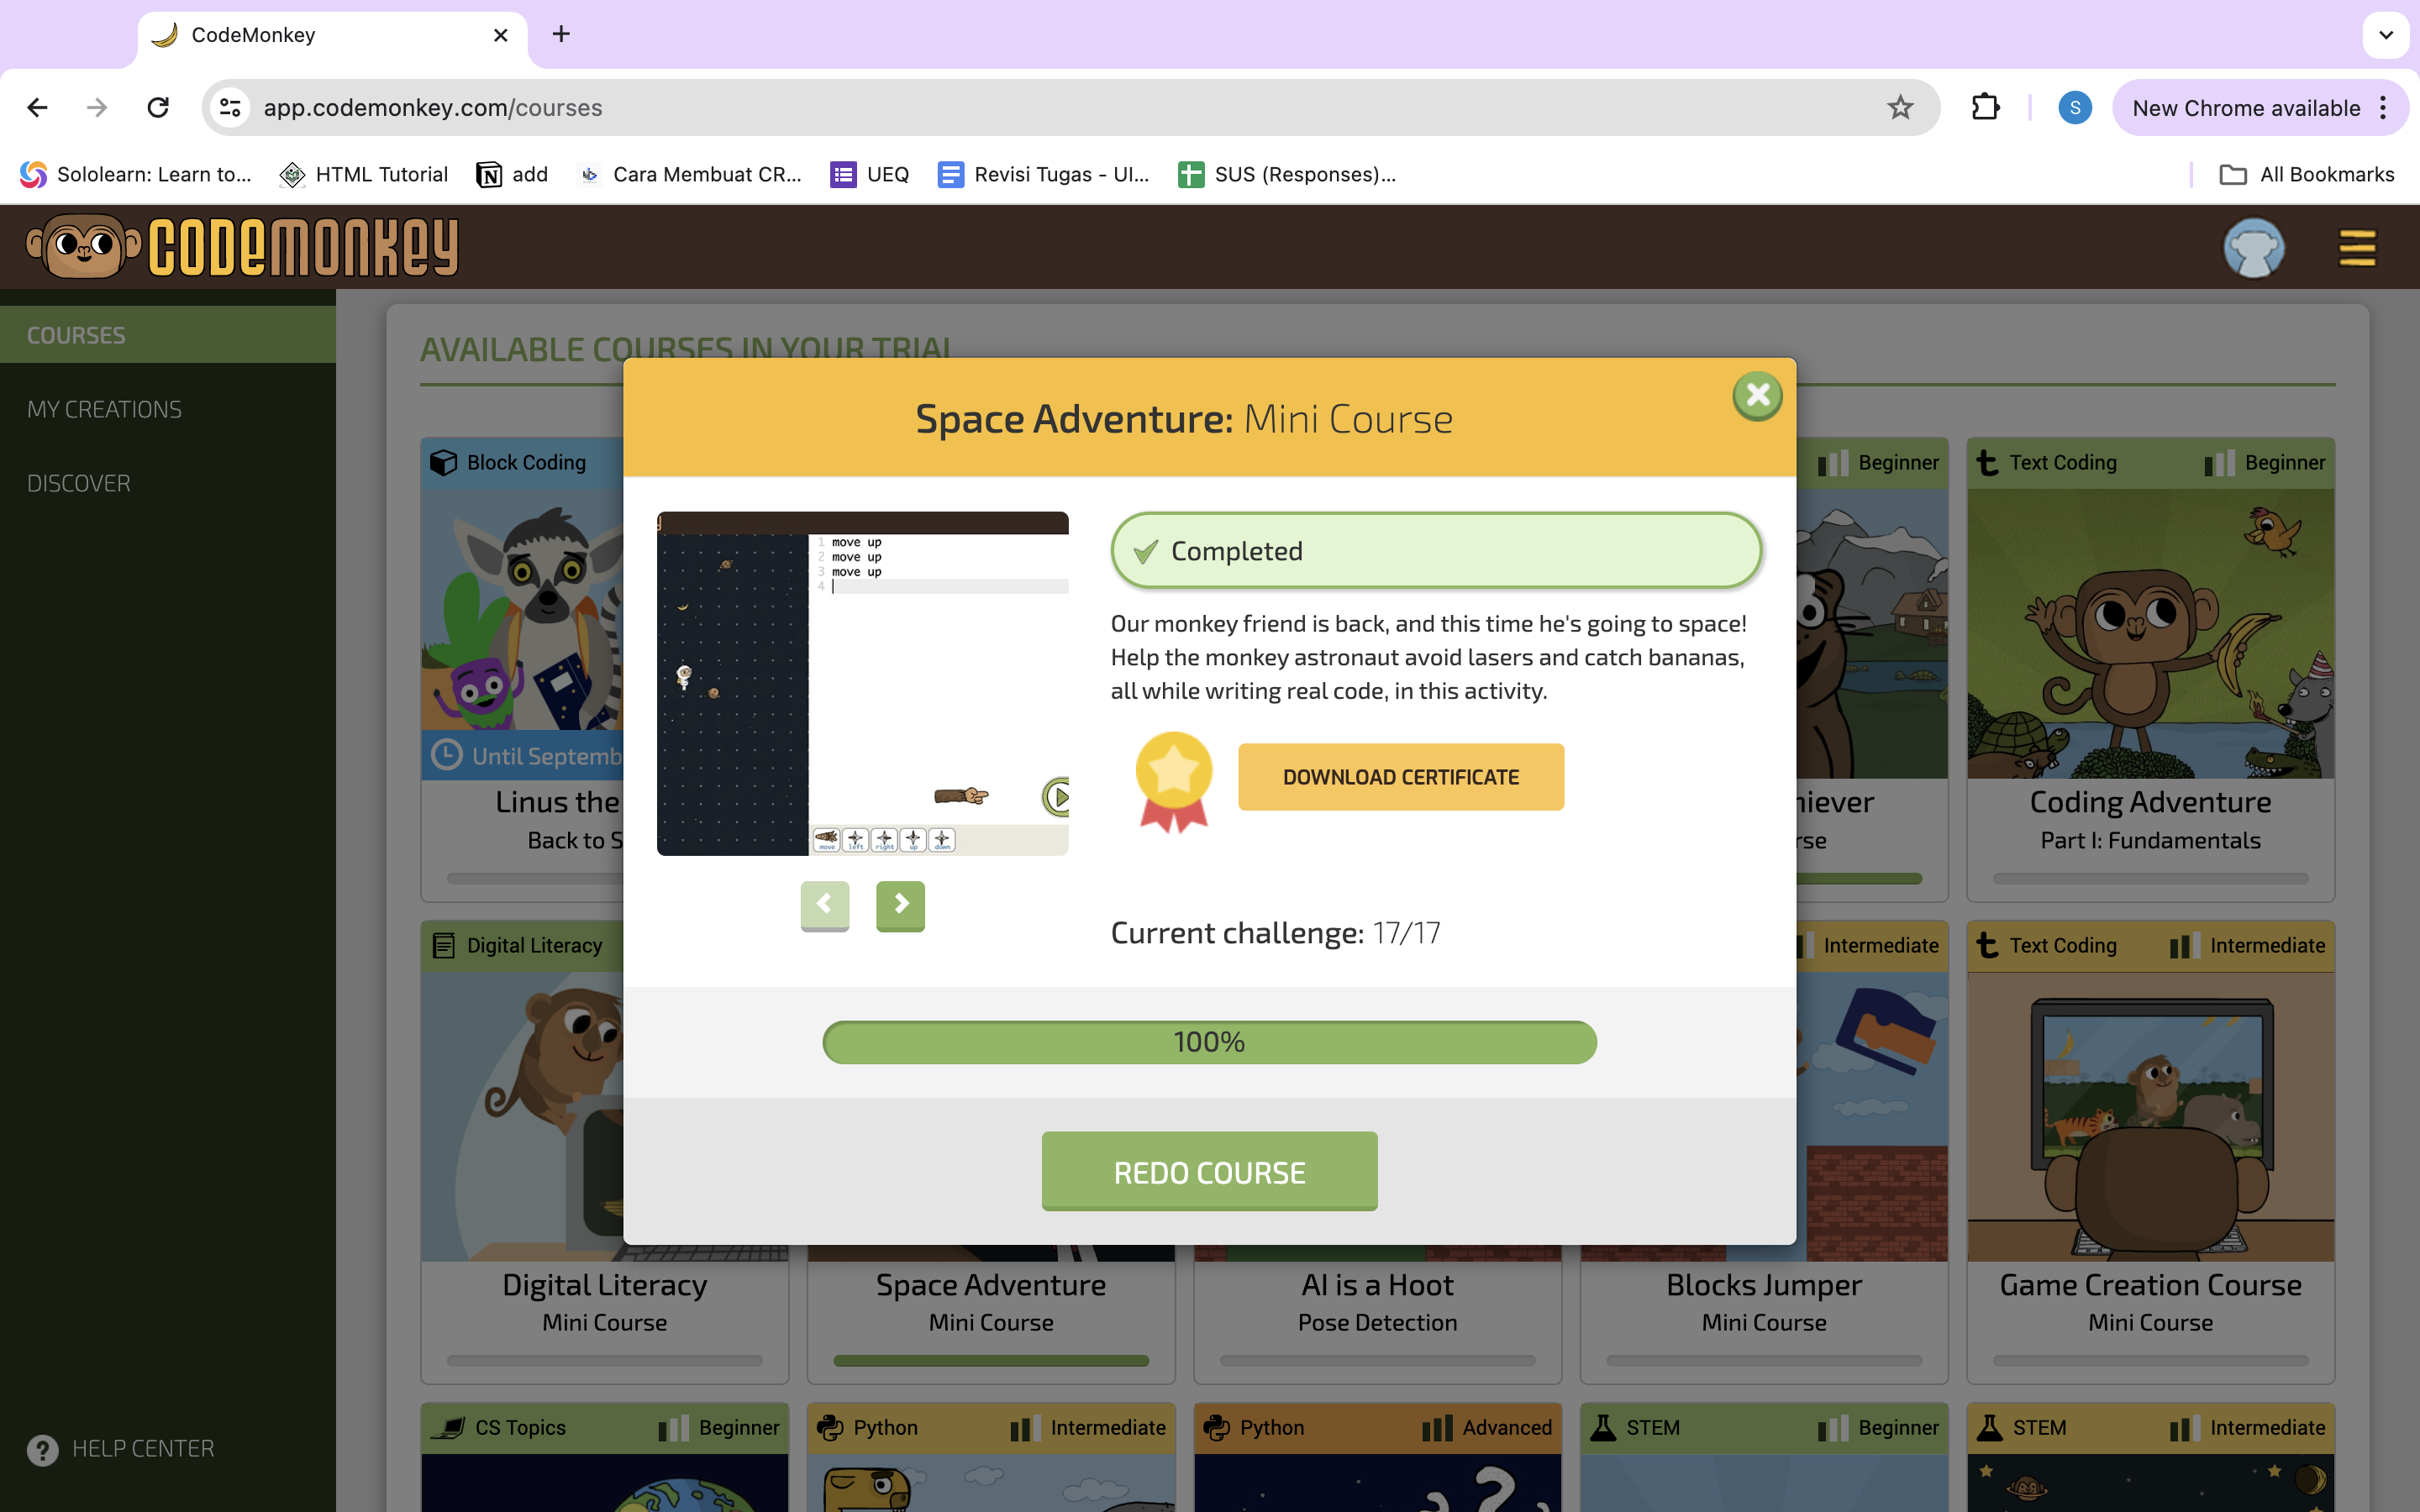 CodeMonkey
app.codemonkey.com/courses
S
New Chrome available
Sololearn: Learn to...
HTML Tutorial
add
Cara Membuat CR...
UEQ
Revisi Tugas - UI...
SUS (Responses)...
All Bookmarks
CODEMONKEY
COURSES
MY CREATIONS
DISCOVER
HELP CENTER
AVAILABLE COURSES IN YOUR TRIAL
Space Adventure: Mini Course
1 move up
2 move up
3 move up
4
move left right up down
Completed
Our monkey friend is back, and this time he's going to space!
Help the monkey astronaut avoid lasers and catch bananas,
all while writing real code, in this activity.
DOWNLOAD CERTIFICATE
Current challenge: 17/17
100%
REDO COURSE
Block Coding
Until Septemb
Linus the
Back to S
Beginner
hiever
rse
Text Coding Beginner
Coding Adventure
Part I: Fundamentals
Digital Literacy
Digital Literacy
Mini Course
Space Adventure
Mini Course
AI is a Hoot
Pose Detection
Intermediate
Blocks Jumper
Mini Course
Text Coding Intermediate
Game Creation Course
Mini Course
CS Topics Beginner
Python Intermediate
Python Advanced
STEM Beginner
STEM Intermediate